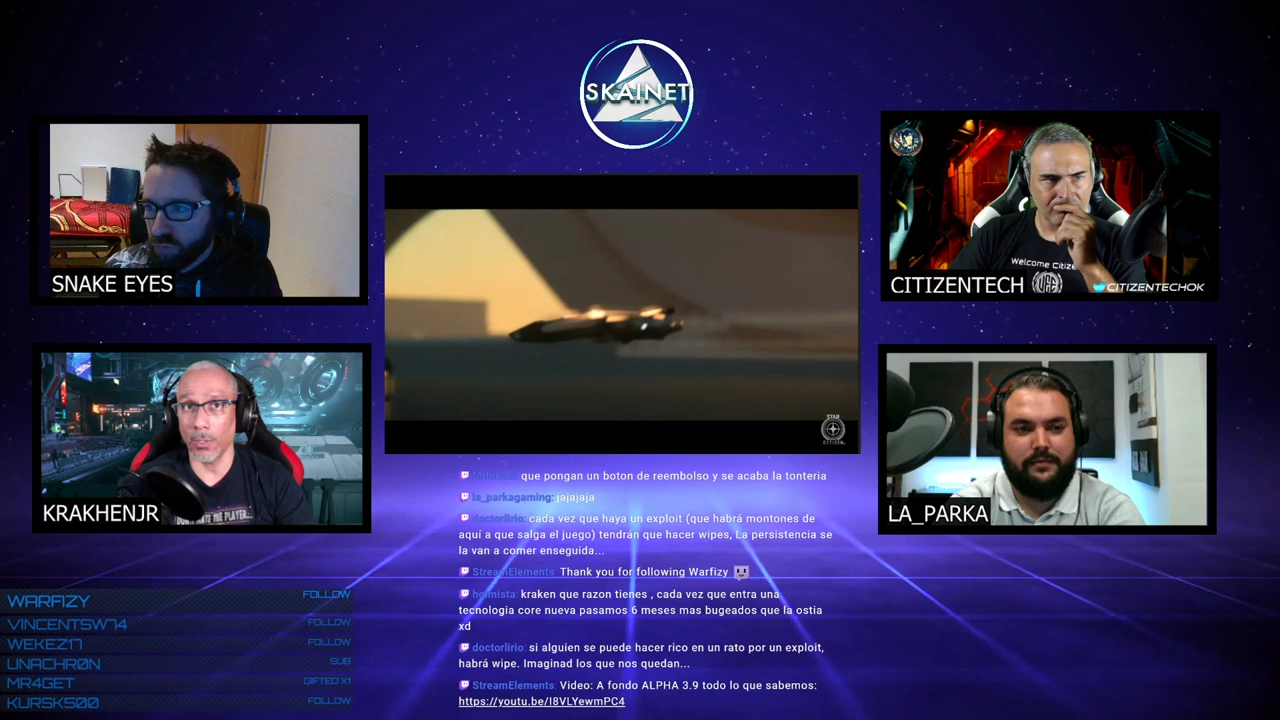 SKAINET
SNAKE EYES
Welcome Citize
CITIZENTECH
CITIZENTECHOK
STAR
CITIZEN
KRAKHENJR
LA_PARKA
que pongan un boton de reembolso y se acaba la tonteria
la_parkagaming: jajajaja
doctorlirio: cada vez que haya un exploit (que habrá montones de
aquí a que salga el juego) tendrán que hacer wipes, La persistencia se
la van a comer enseguida...
StreamElements: Thank you for following Warfizy
kraken que razon tienes , cada vez que entra una
tecnologia core nueva pasamos 6 meses mas bugeados que la ostia
xd
doctorlirio: si alguien se puede hacer rico en un rato por un exploit,
habrá wipe. Imaginad los que nos quedan...
StreamElements: Video: A fondo ALPHA 3.9 todo lo que sabemos:
https://youtu.be/I8VLYewmPC4
WARFIZY FOLLOW
VINCENTSW74 FOLLOW
WEKEZ17 FOLLOW
UNACHR0N SUB
MR4GET GIFTED X1
KURSK500 FOLLOW